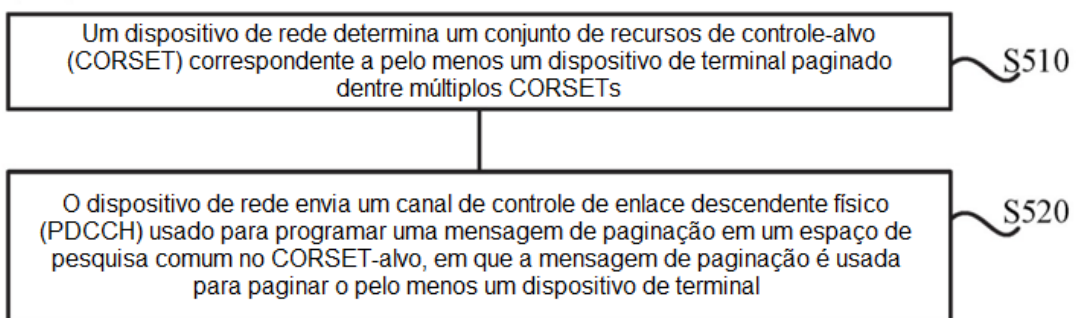 Um dispositivo de rede determina um conjunto de recursos de controle-alvo
(CORSET) correspondente a pelo menos um dispositivo de terminal paginado
dentre múltiplos CORSETs
S510
O dispositivo de rede envia um canal de controle de enlace descendente físico
(PDCCH) usado para programar uma mensagem de paginação em um espaço de
pesquisa comum no CORSET-alvo, em que a mensagem de paginação é usada
para paginar o pelo menos um dispositivo de terminal
S520